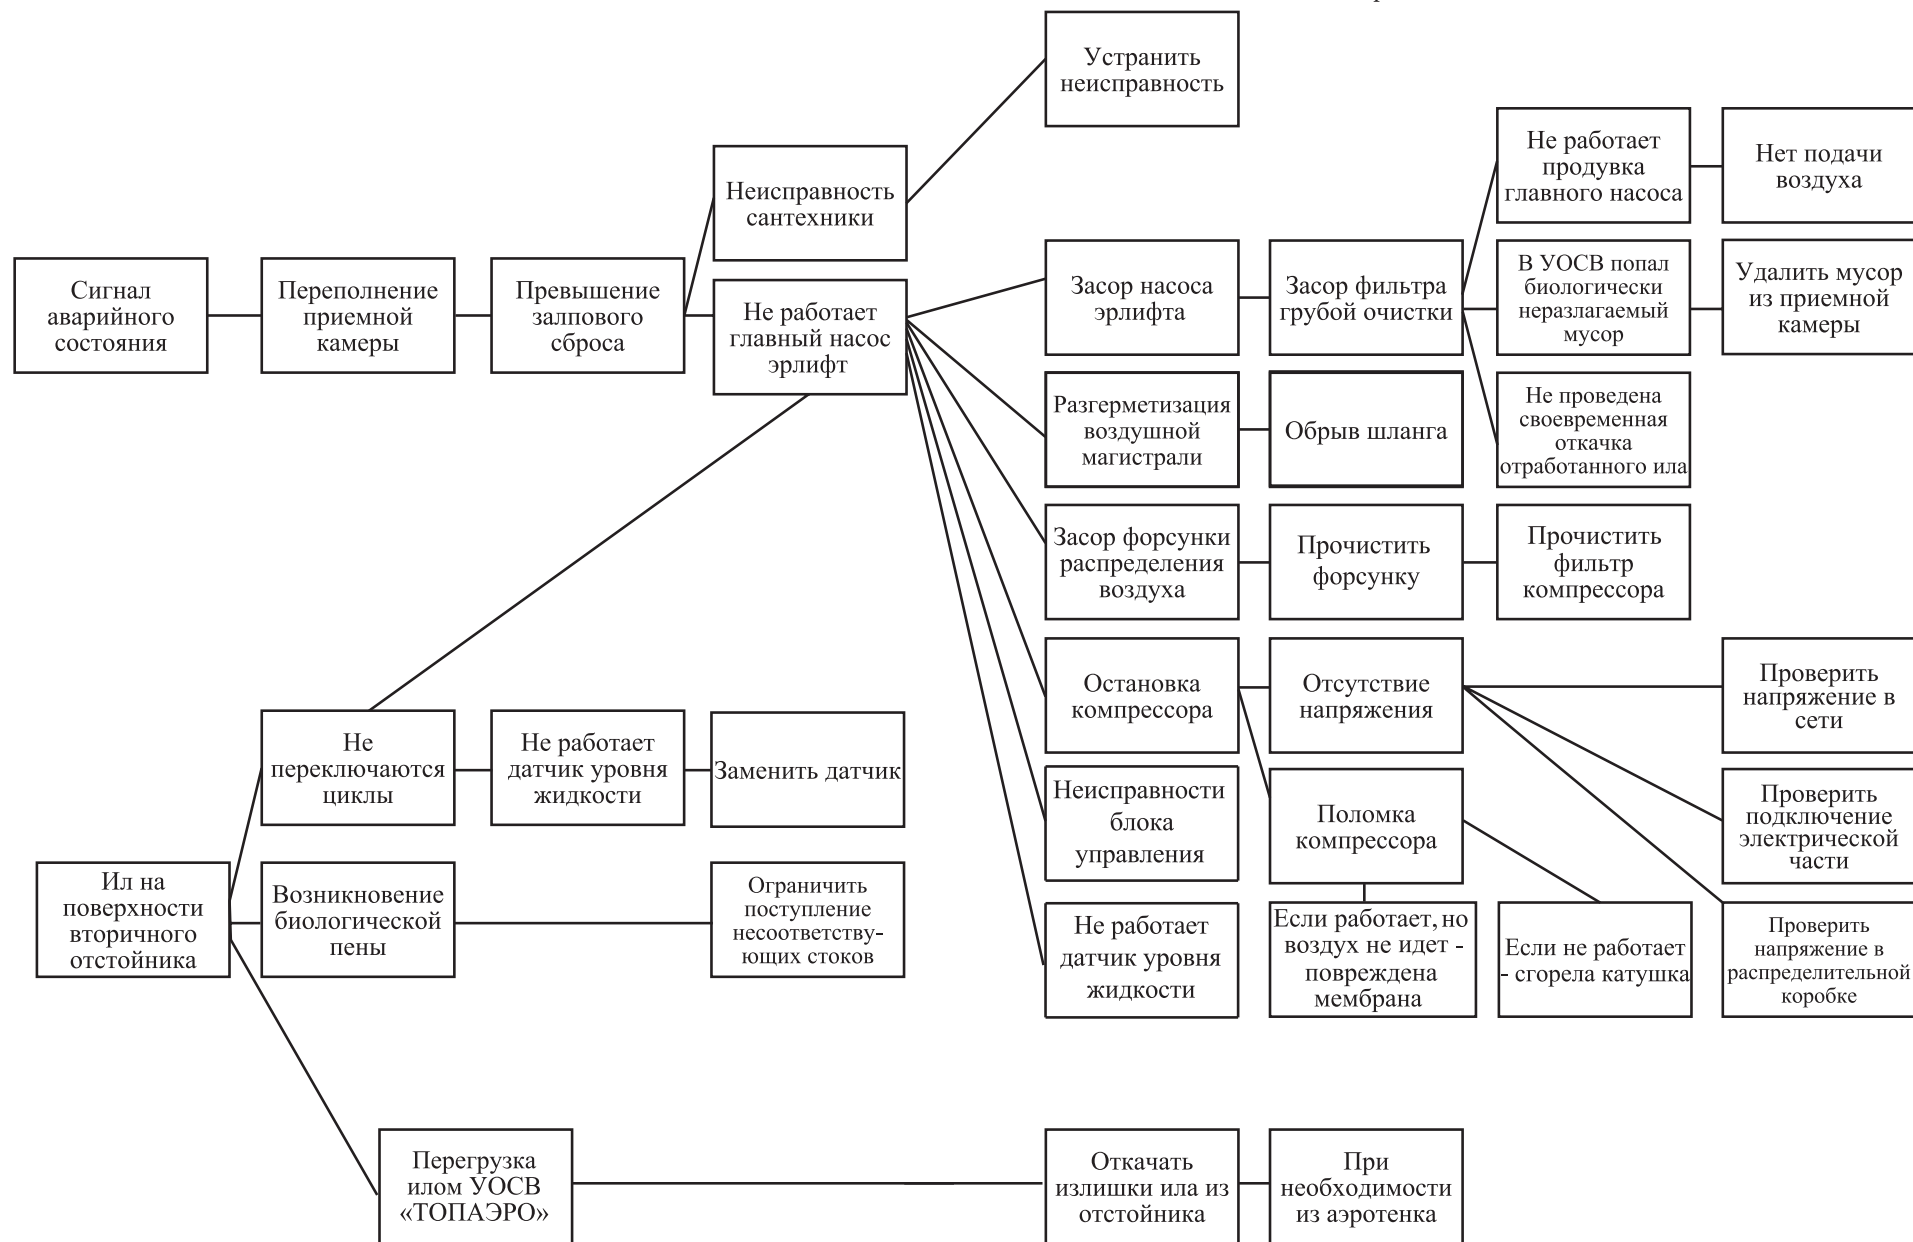 Устранить
неисправность
Не работает
продувка
главного насоса
Нет подачи
воздуха
Неисправность
сантехники
Сигнал
аварийного
состояния
Переполнение
приемной
камеры
Превышение
залпового
сброса
Не работает
главный насос
эрлифт
Засор насоса
эрлифта
Засор фильтра
грубой очистки
В УОСВ попал
биологически
неразлагаемый
мусор
Удалить мусор
из приемной
камеры
Разгерметизация
воздушной
магистрали
Обрыв шланга
Не проведена
своевременная
откачка
отработанного ила
Засор форсунки
распределения
воздуха
Прочистить
форсунку
Прочистить
фильтр
компрессора
Остановка
компрессора
Отсутствие
напряжения
Проверить
напряжение в
сети
Не
переключаются
циклы
Не работает
датчик уровня
жидкости
Заменить датчик
Неисправности
блока
управления
Поломка
компрессора
Проверить
подключение
электрической
части
Ил на
поверхности
вторичного
отстойника
Возникновение
биологической
пены
Ограничить
поступление
несоответству-
ющих стоков
Не работает
датчик уровня
жидкости
Если работает, но
воздух не идет -
повреждена
мембрана
Если не работает
- сгорела катушка
Проверить
напряжение в
распределительной
коробке
Перегрузка
илом УОСВ
«ТОПАЭРО»
Откачать
излишки ила из
отстойника
При
необходимости
из аэротенка